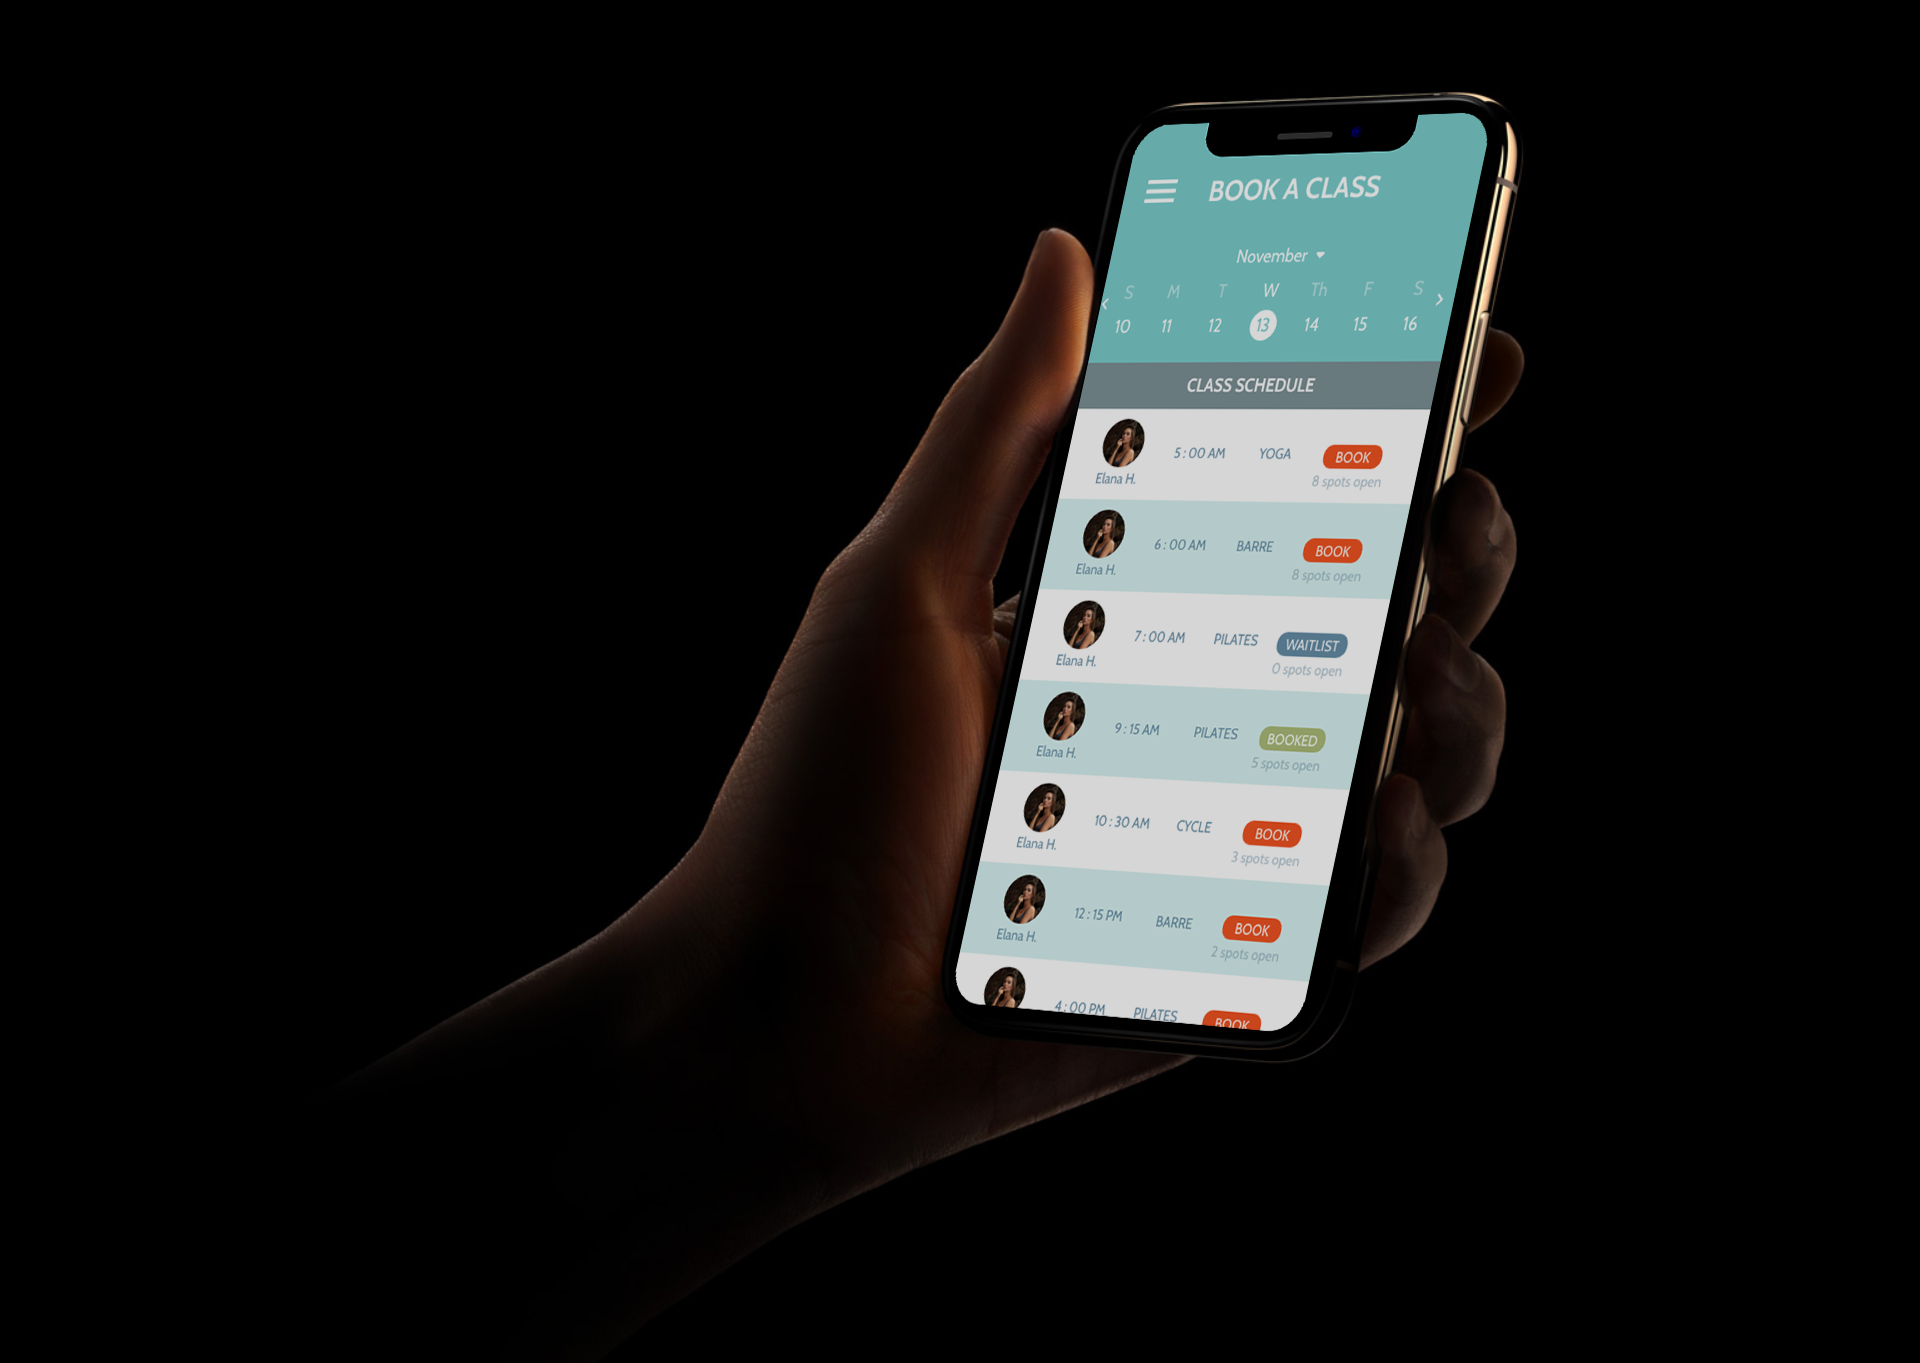 BOOK A CLASS
November
S M T W Th F S
10 11 12 13 14 15 16
CLASS SCHEDULE
5 : 00 AM YOGA BOOK
Elana H. 8 spots open
6 : 00 AM BARRE BOOK
Elana H. 8 spots open
7 : 00 AM PILATES WAITLIST
Elana H. 0 spots open
9 : 15 AM PILATES BOOKED
Elana H. 5 spots open
10 : 30 AM CYCLE BOOK
Elana H. 3 spots open
12 : 15 PM BARRE BOOK
Elana H. 2 spots open
4 : 00 PM PILATES BOOK